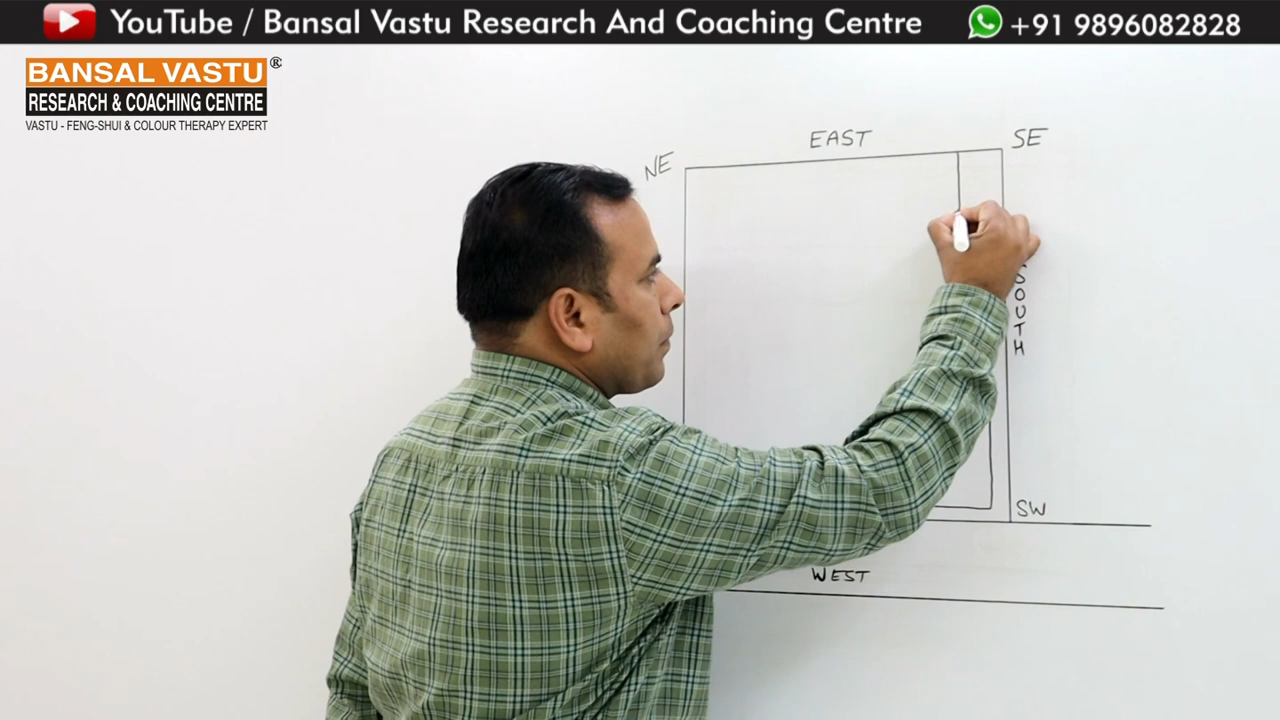 YouTube / Bansal Vastu Research And Coaching Centre
+91 9896082828
BANSAL VASTU®
RESEARCH & COACHING CENTRE
VASTU - FENG-SHUI & COLOUR THERAPY EXPERT
NE
EAST
SE
SOUTH
SW
WEST